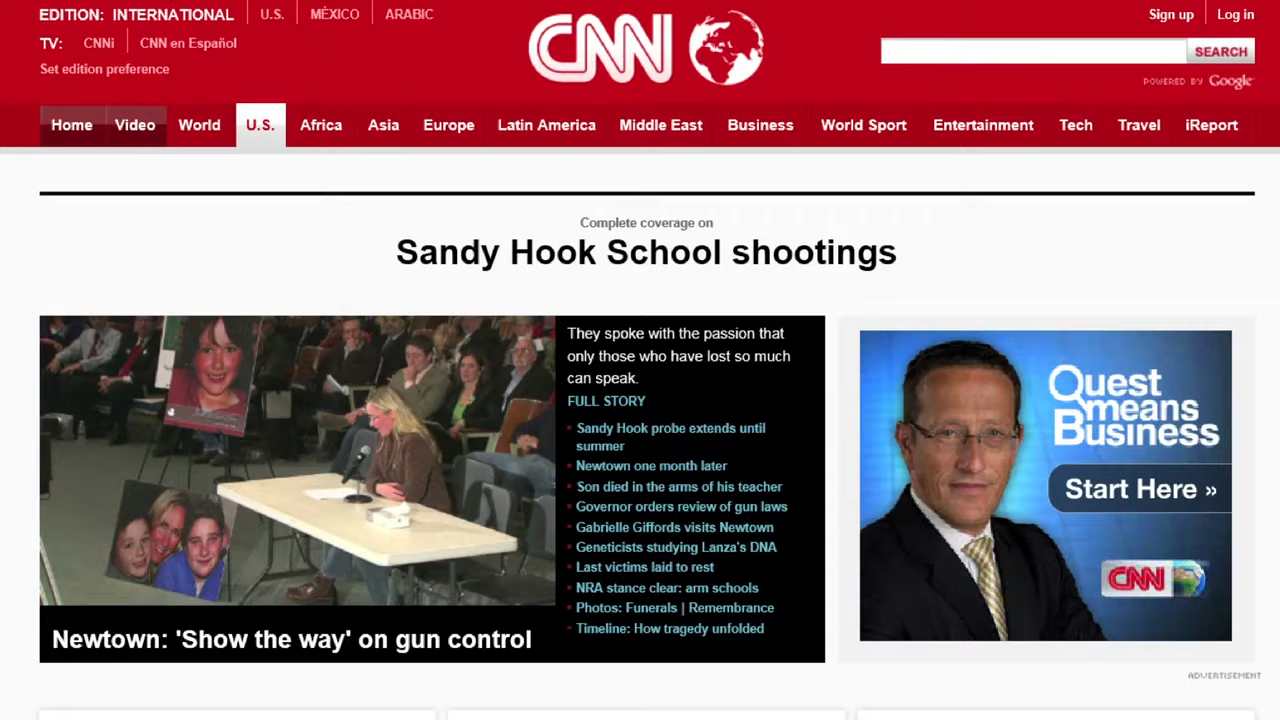 EDITION: INTERNATIONAL U.S. MÉXICO ARABIC
TV: CNNi CNN en Español
Set edition preference
CNN
Sign up Log in
SEARCH
POWERED BY Google
Home Video World U.S. Africa Asia Europe Latin America Middle East Business World Sport Entertainment Tech Travel iReport
Complete coverage on
Sandy Hook School shootings
They spoke with the passion that
only those who have lost so much
can speak.
FULL STORY
Sandy Hook probe extends until
summer
Newtown one month later
Son died in the arms of his teacher
Governor orders review of gun laws
Gabrielle Giffords visits Newtown
Geneticists studying Lanza's DNA
Last victims laid to rest
NRA stance clear: arm schools
Photos: Funerals | Remembrance
Timeline: How tragedy unfolded
Newtown: 'Show the way' on gun control
Quest
means
Business
Start Here »
CNN
ADVERTISEMENT